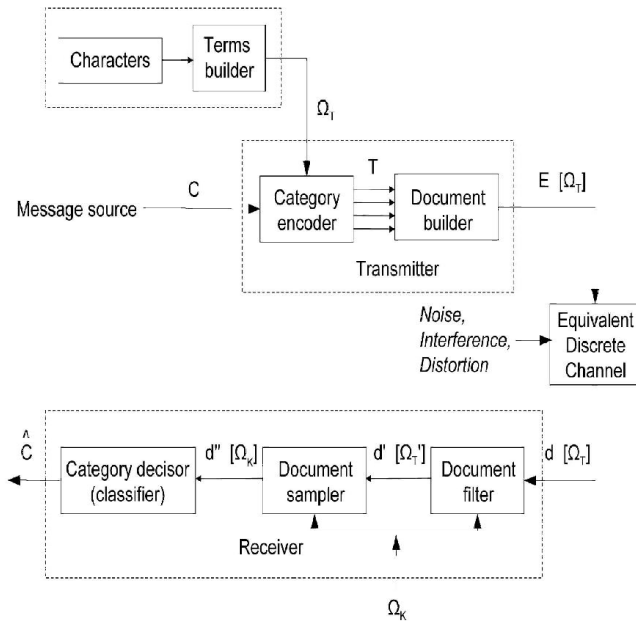 Characters
Terms
builder
Ω_T
Message source
C
Category
encoder
T
Document
builder
E [Ω_T]
Transmitter
Noise,
Interference,
Distortion
Equivalent
Discrete
Channel
^
C
Category decisor
(classifier)
d'' [Ω_K]
Document
sampler
d' [Ω_T']
Document
filter
d [Ω_T]
Receiver
Ω_K